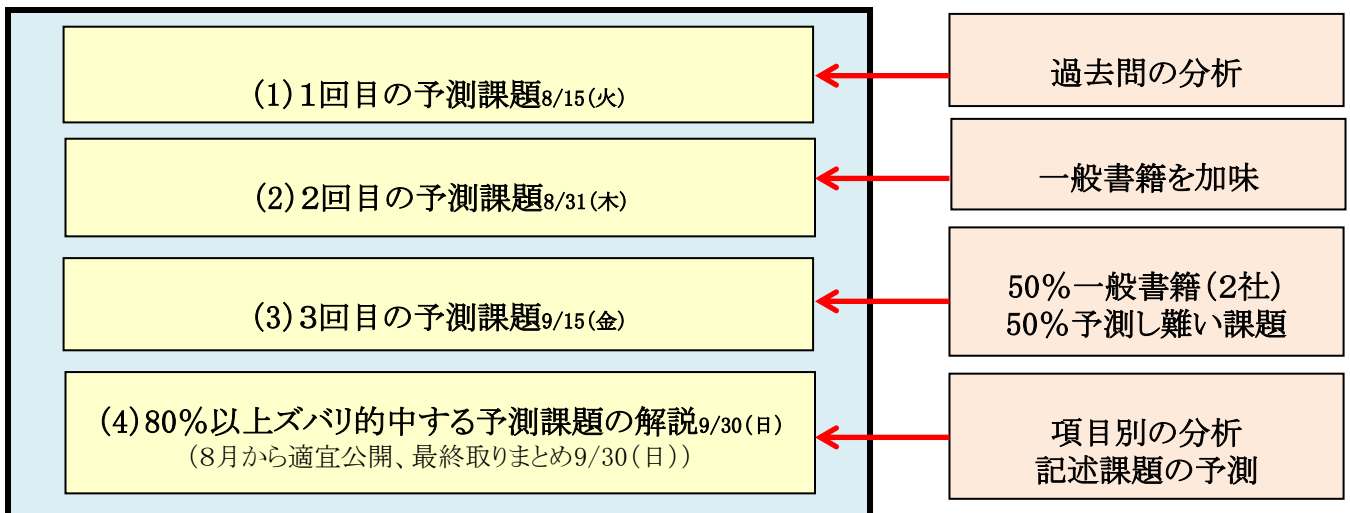 (1)1回目の予測課題8/15(火)
過去問の分析
(2)2回目の予測課題8/31(木)
一般書籍を加味
(3)3回目の予測課題9/15(金)
50%一般書籍(2社)
50%予測し難い課題
(4)80%以上ズバリ的中する予測課題の解説9/30(日)
(8月から適宜公開、最終取りまとめ9/30(日))
項目別の分析
記述課題の予測